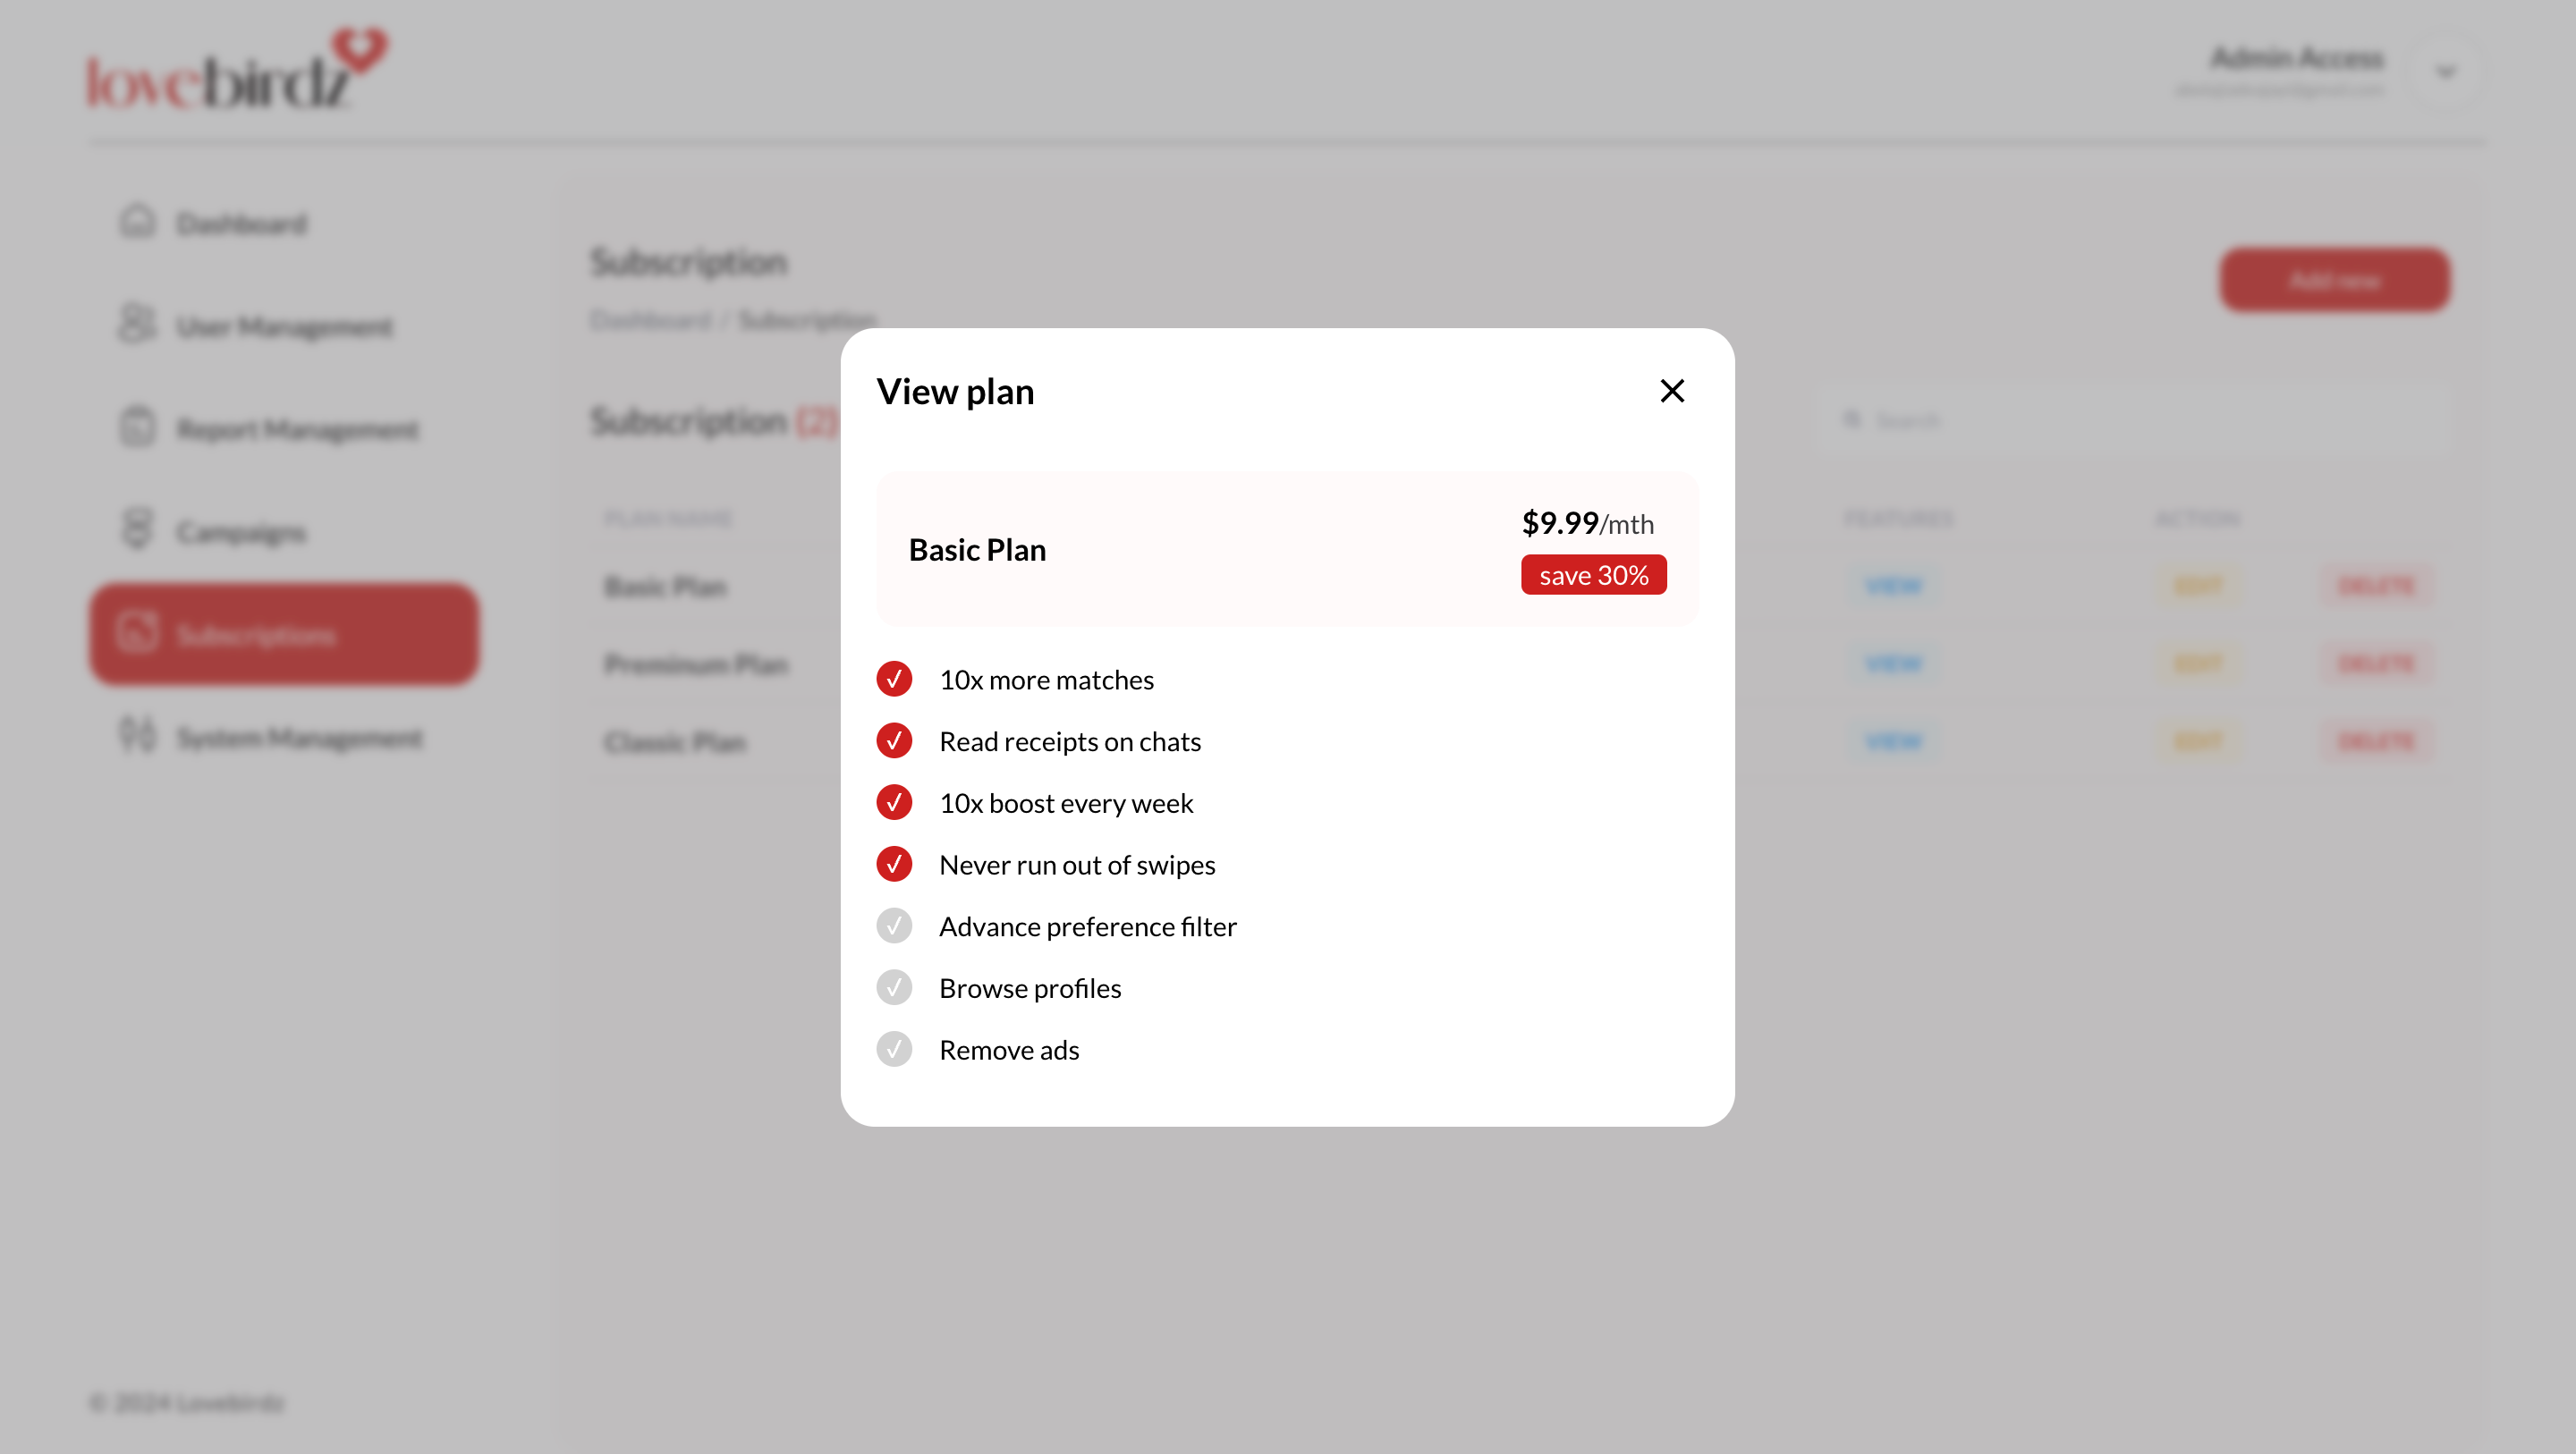 lovebirdz
Admin Access
Dashboard
User Management
Report Management
Campaigns
Subscriptions
System Management
© 2024 Lovebirdz
Subscription
Add new
Dashboard / Subscription
Subscription (2)
Search
PLAN NAME
FEATURES
ACTION
Basic Plan
VIEW
EDIT
DELETE
Preminum Plan
VIEW
EDIT
DELETE
Classic Plan
VIEW
EDIT
DELETE
View plan
Basic Plan
$9.99/mth
save 30%
10x more matches
Read receipts on chats
10x boost every week
Never run out of swipes
Advance preference filter
Browse profiles
Remove ads